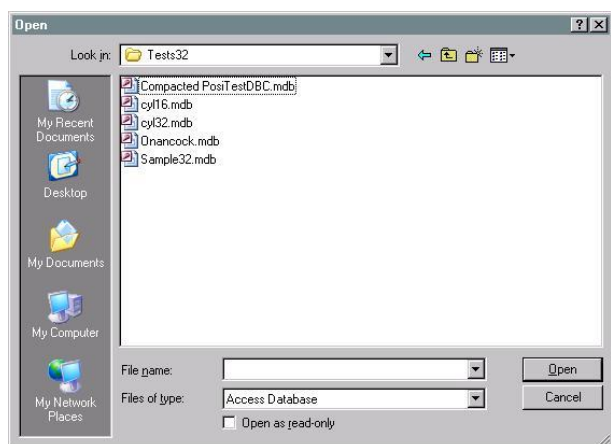 Open
Look in: Tests32
My Recent
Documents
Desktop
My Documents
My Computer
My Network
Places
Compacted PosiTestDBC.mdb
cyl16.mdb
cyl32.mdb
Onancock.mdb
Sample32.mdb
File name:
Open
Files of type: Access Database
Cancel
Open as read-only